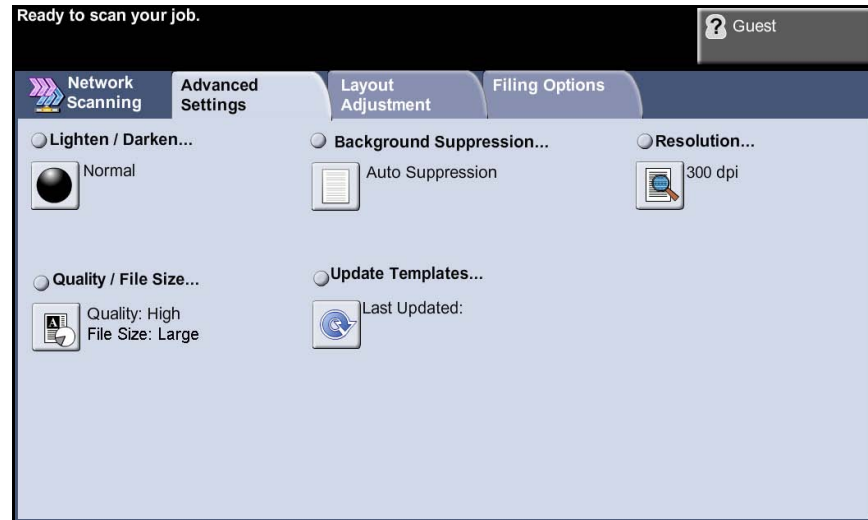 Ready to scan your job.
Guest
Network Scanning
Advanced Settings
Layout Adjustment
Filing Options
Lighten / Darken...
Normal
Background Suppression...
Auto Suppression
Resolution...
300 dpi
Quality / File Size...
Quality: High
File Size: Large
Update Templates...
Last Updated: